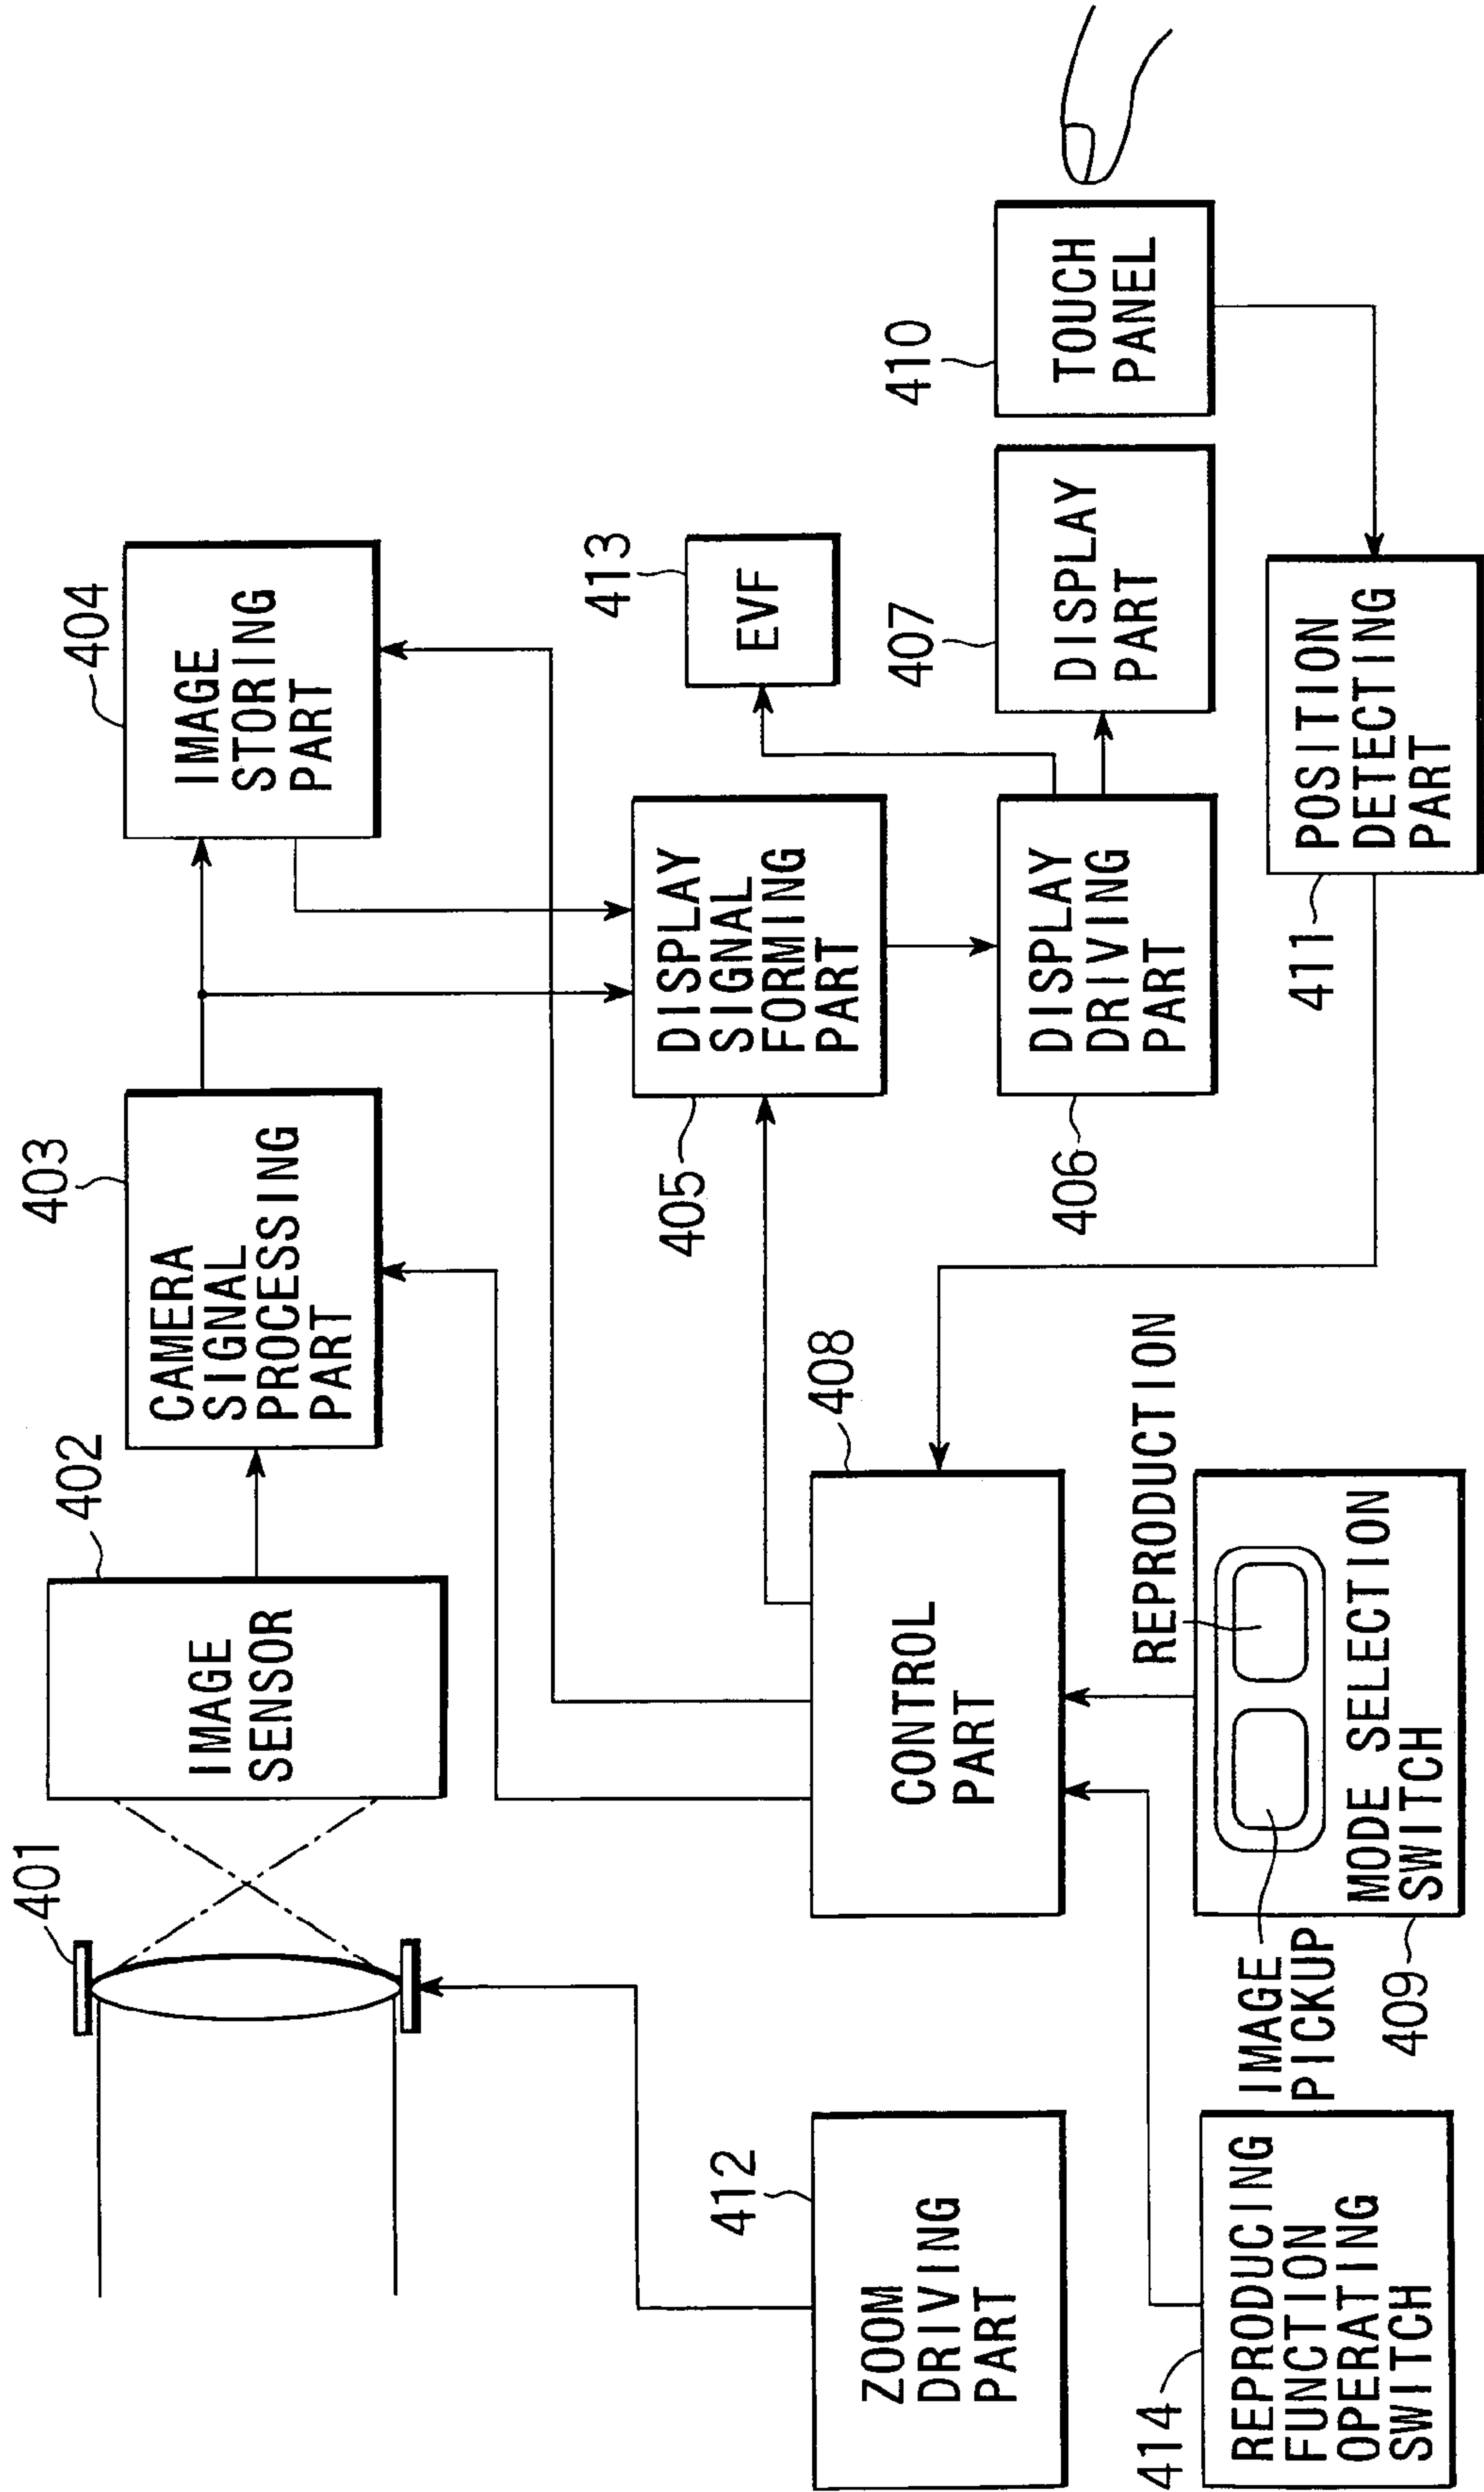 401
402
IMAGE
SENSOR
403
CAMERA
SIGNAL
PROCESSING
PART
404
IMAGE
STORING
PART
405
DISPLAY
SIGNAL
FORMING
PART
413
EVF
412
ZOOM
DRIVING
PART
408
CONTROL
PART
406
DISPLAY
DRIVING
PART
407
DISPLAY
PART
410
TOUCH
PANEL
414
REPRODUCING
FUNCTION
OPERATING
SWITCH
IMAGE
PICKUP
REPRODUCTION
409
MODE SELECTION
SWITCH
411
POSITION
DETECTING
PART